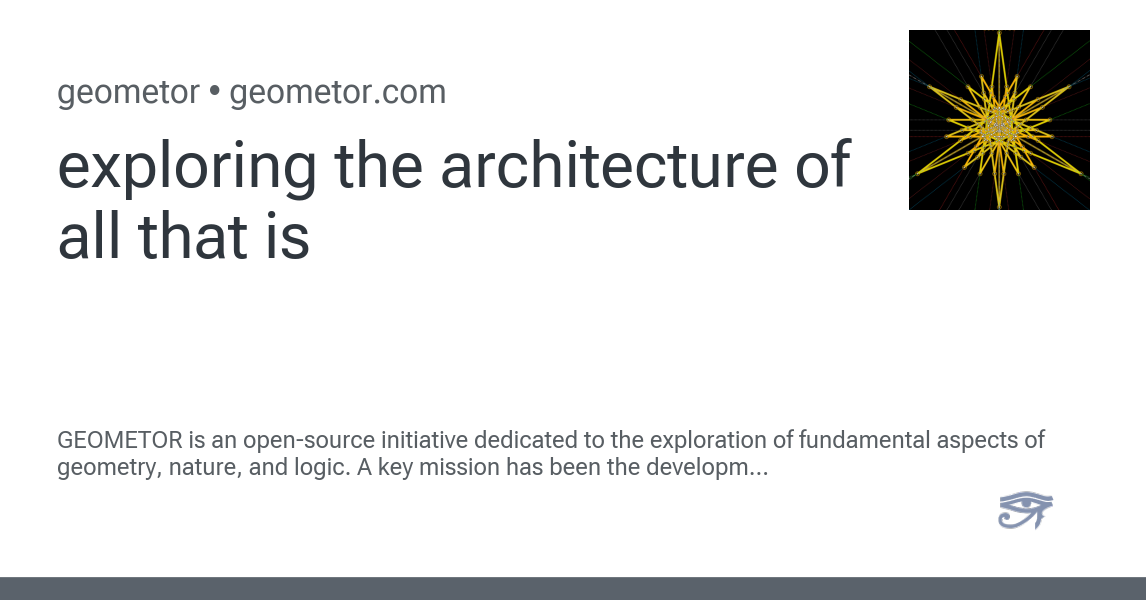 geometor • geometor.com
exploring the architecture of
all that is
GEOMETOR is an open-source initiative dedicated to the exploration of fundamental aspects of
geometry, nature, and logic. A key mission has been the developm...